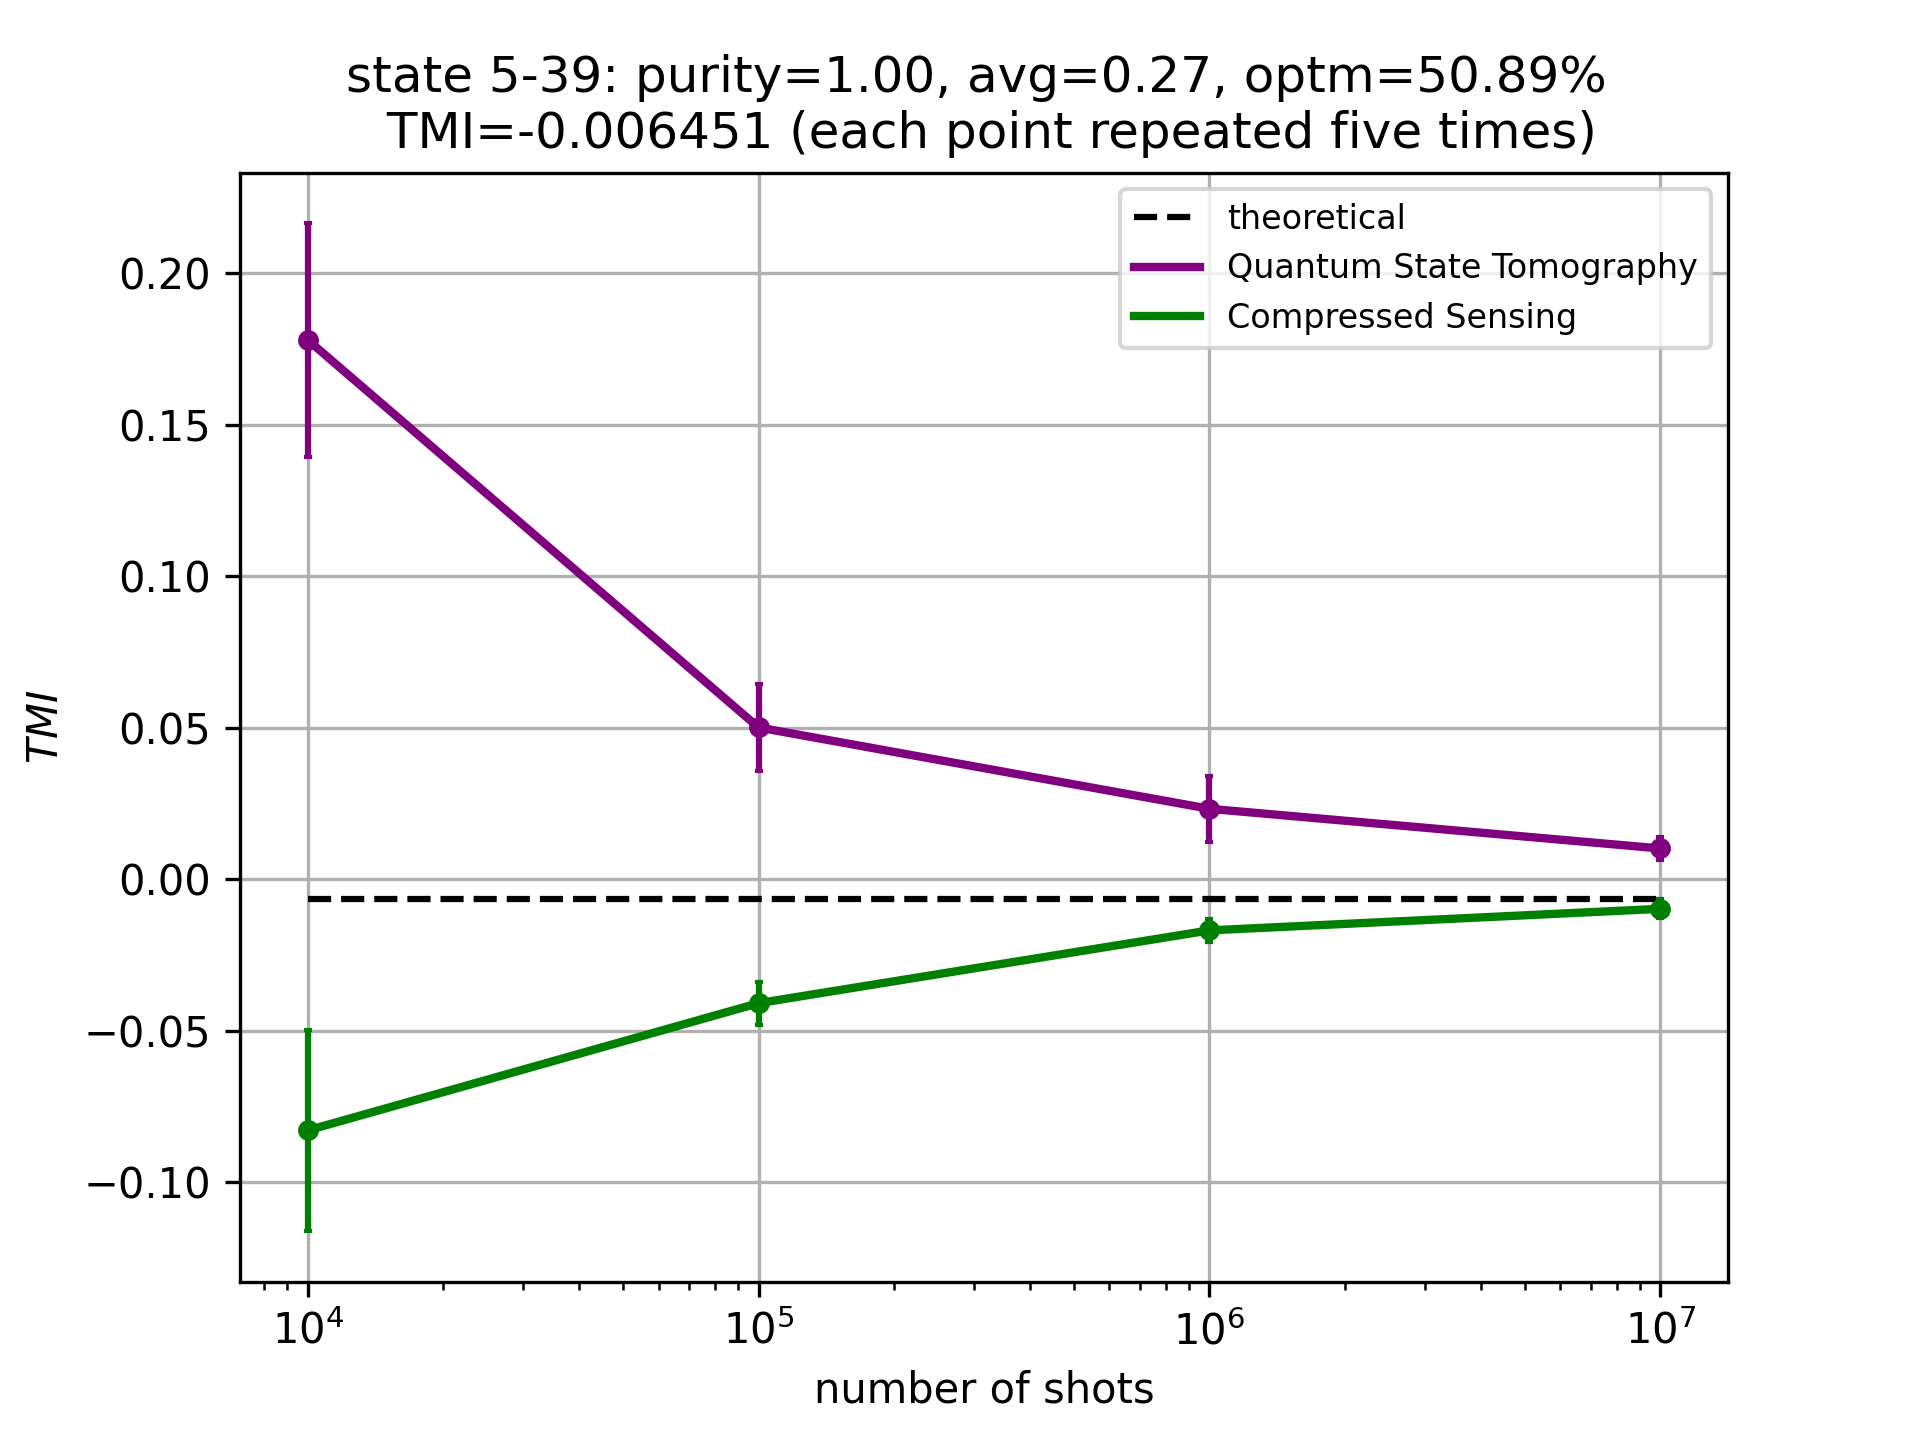 state 5-39: purity=1.00, avg=0.27, optm=50.89%
TMI=-0.006451 (each point repeated five times)
theoretical
Quantum State Tomography
Compressed Sensing
0.20
0.15
0.10
0.05
0.00
−0.05
−0.10
TMI
10⁴ 10⁵ 10⁶ 10⁷
number of shots